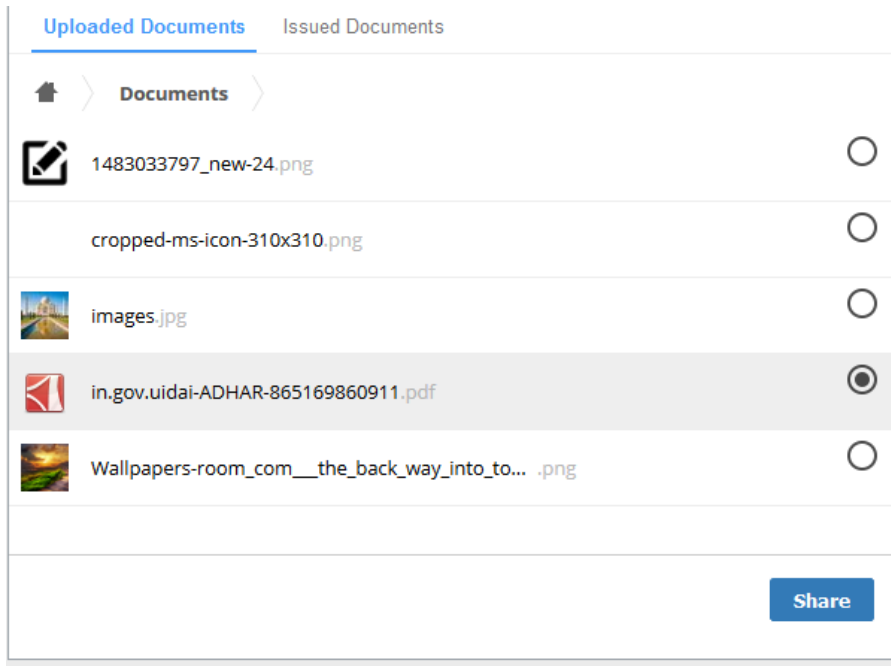 Uploaded Documents Issued Documents
Documents
1483033797_new-24.png
cropped-ms-icon-310x310.png
images.jpg
in.gov.uidai-ADHAR-865169860911.pdf
Wallpapers-room_com___the_back_way_into_to... .png
Share